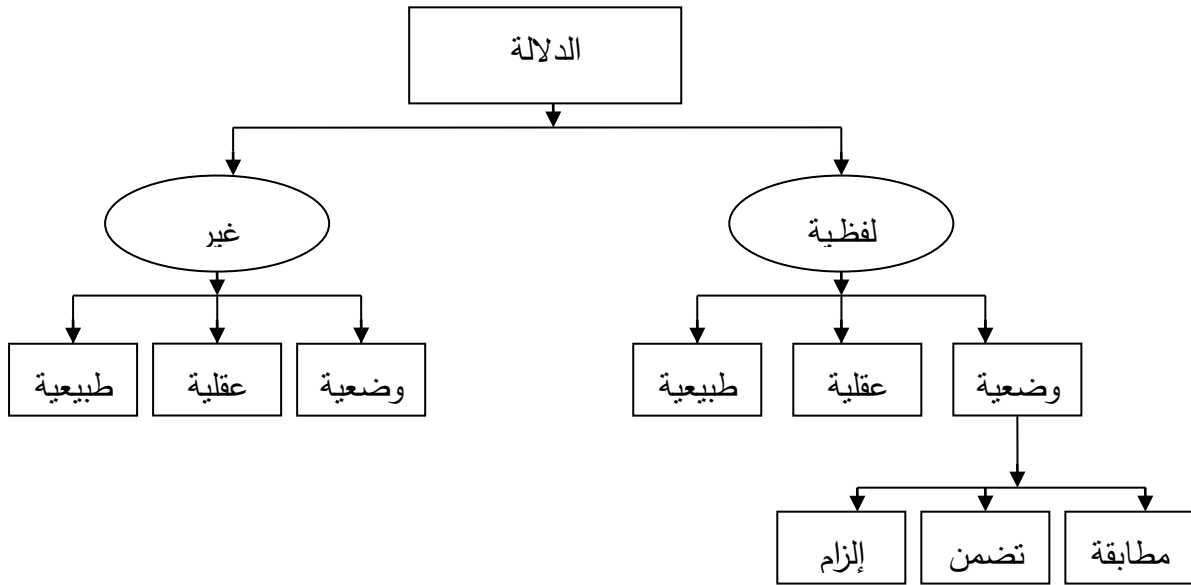 الدلالة
لفظية
غير
وضعية
عقلية
طبيعية
وضعية
عقلية
طبيعية
مطابقة
تضمن
إلزام